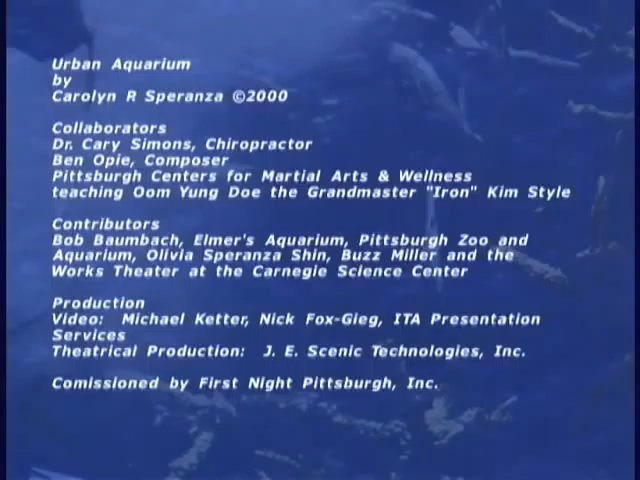 Urban Aquarium
by
Carolyn R Speranza ©2000
Collaborators
Dr. Cary Simons, Chiropractor
Ben Opie, Composer
Pittsburgh Centers for Martial Arts & Wellness
teaching Oom Yung Doe the Grandmaster "Iron" Kim Style
Contributors
Bob Baumbach, Elmer's Aquarium, Pittsburgh Zoo and
Aquarium, Olivia Speranza Shin, Buzz Miller and the
Works Theater at the Carnegie Science Center
Production
Video:  Michael Ketter, Nick Fox-Gieg, ITA Presentation
Services
Theatrical Production:  J. E. Scenic Technologies, Inc.
Comissioned by First Night Pittsburgh, Inc.